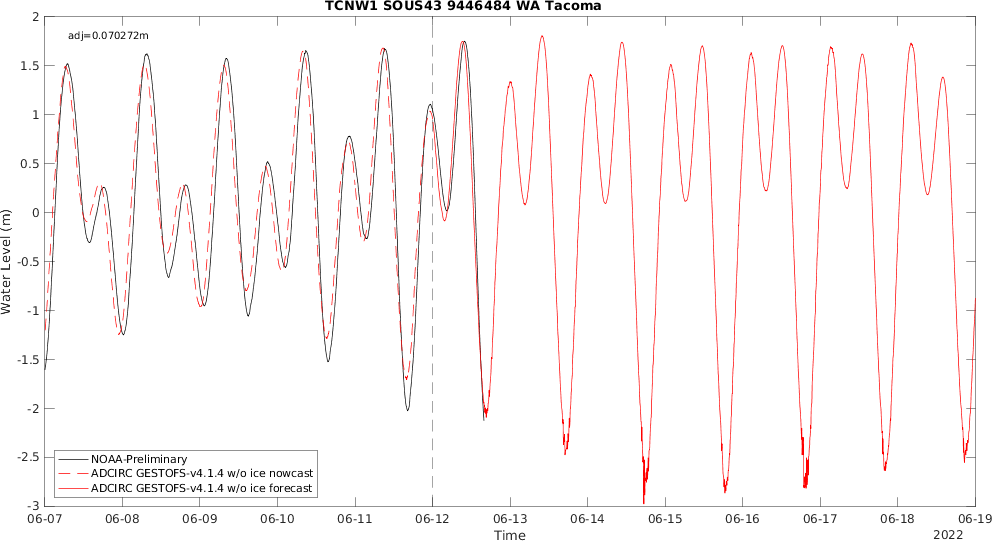 TCNW1 SOUS43 9446484 WA Tacoma
adj=0.070272m
2
1.5
1
0.5
0
-0.5
-1
-1.5
-2
-2.5
-3
Water Level (m)
NOAA-Preliminary
ADCIRC GESTOFS-v4.1.4 w/o ice nowcast
ADCIRC GESTOFS-v4.1.4 w/o ice forecast
06-07 06-08 06-09 06-10 06-11 06-12 06-13 06-14 06-15 06-16 06-17 06-18 06-19
Time
2022